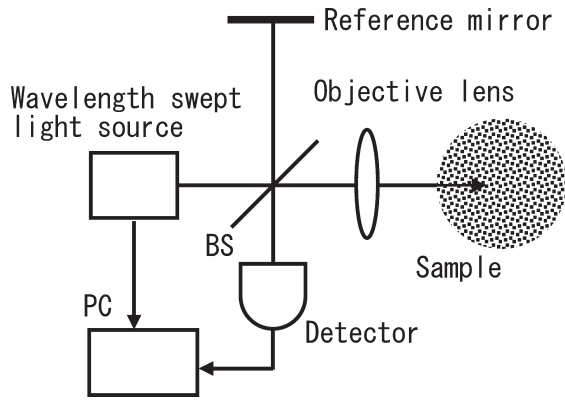 Reference mirror
Wavelength swept
light source
Objective lens
BS
Sample
PC
Detector